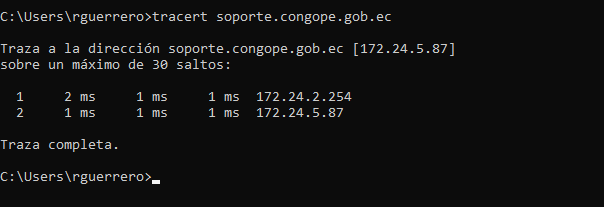 C:\Users\rguerrero>tracert soporte.congope.gob.ec
Traza a la dirección soporte.congope.gob.ec [172.24.5.87]
sobre un máximo de 30 saltos:
1 2 ms 1 ms 1 ms 172.24.2.254
2 1 ms 1 ms 1 ms 172.24.5.87
Traza completa.
C:\Users\rguerrero>